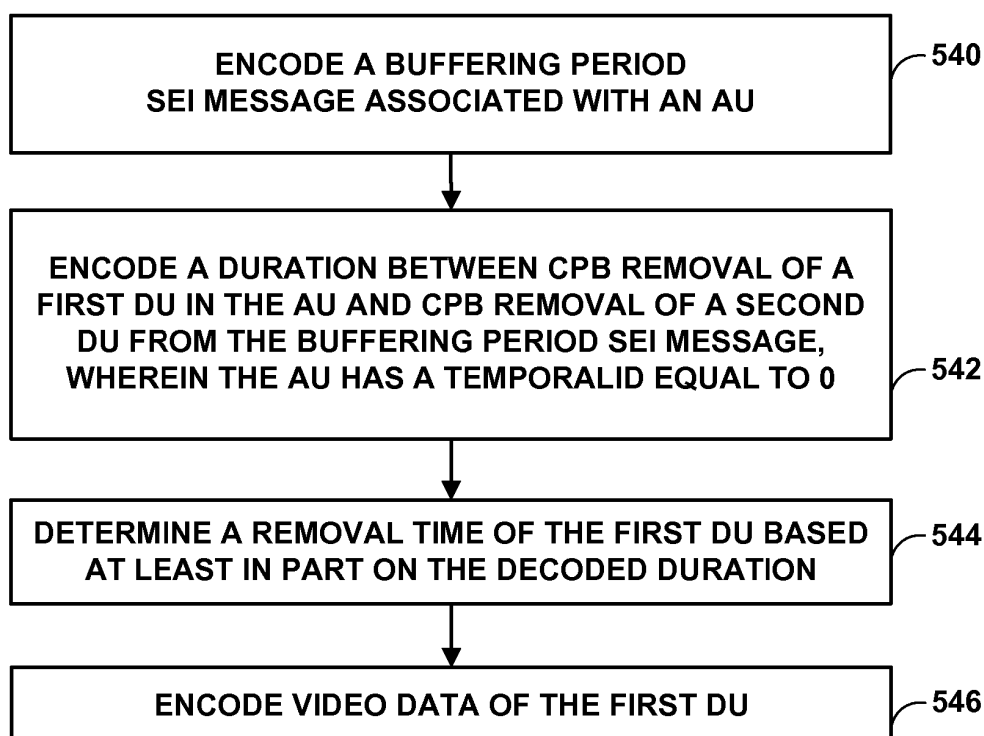 ENCODE A BUFFERING PERIOD
SEI MESSAGE ASSOCIATED WITH AN AU
540
ENCODE A DURATION BETWEEN CPB REMOVAL OF A
FIRST DU IN THE AU AND CPB REMOVAL OF A SECOND
DU FROM THE BUFFERING PERIOD SEI MESSAGE,
WHEREIN THE AU HAS A TEMPORALID EQUAL TO 0
542
DETERMINE A REMOVAL TIME OF THE FIRST DU BASED
AT LEAST IN PART ON THE DECODED DURATION
544
ENCODE VIDEO DATA OF THE FIRST DU
546